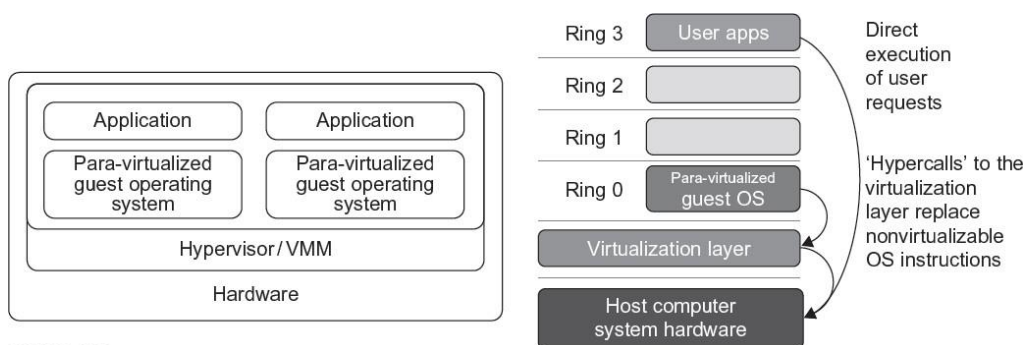 Application
Application
Para-virtualized
guest operating
system
Para-virtualized
guest operating
system
Hypervisor/VMM
Hardware
Ring 3
User apps
Ring 2
Ring 1
Ring 0
Para-virtualized
guest OS
Virtualization layer
Host computer
system hardware
Direct
execution
of user
requests
‘Hypercalls’ to the
virtualization
layer replace
nonvirtualizable
OS instructions